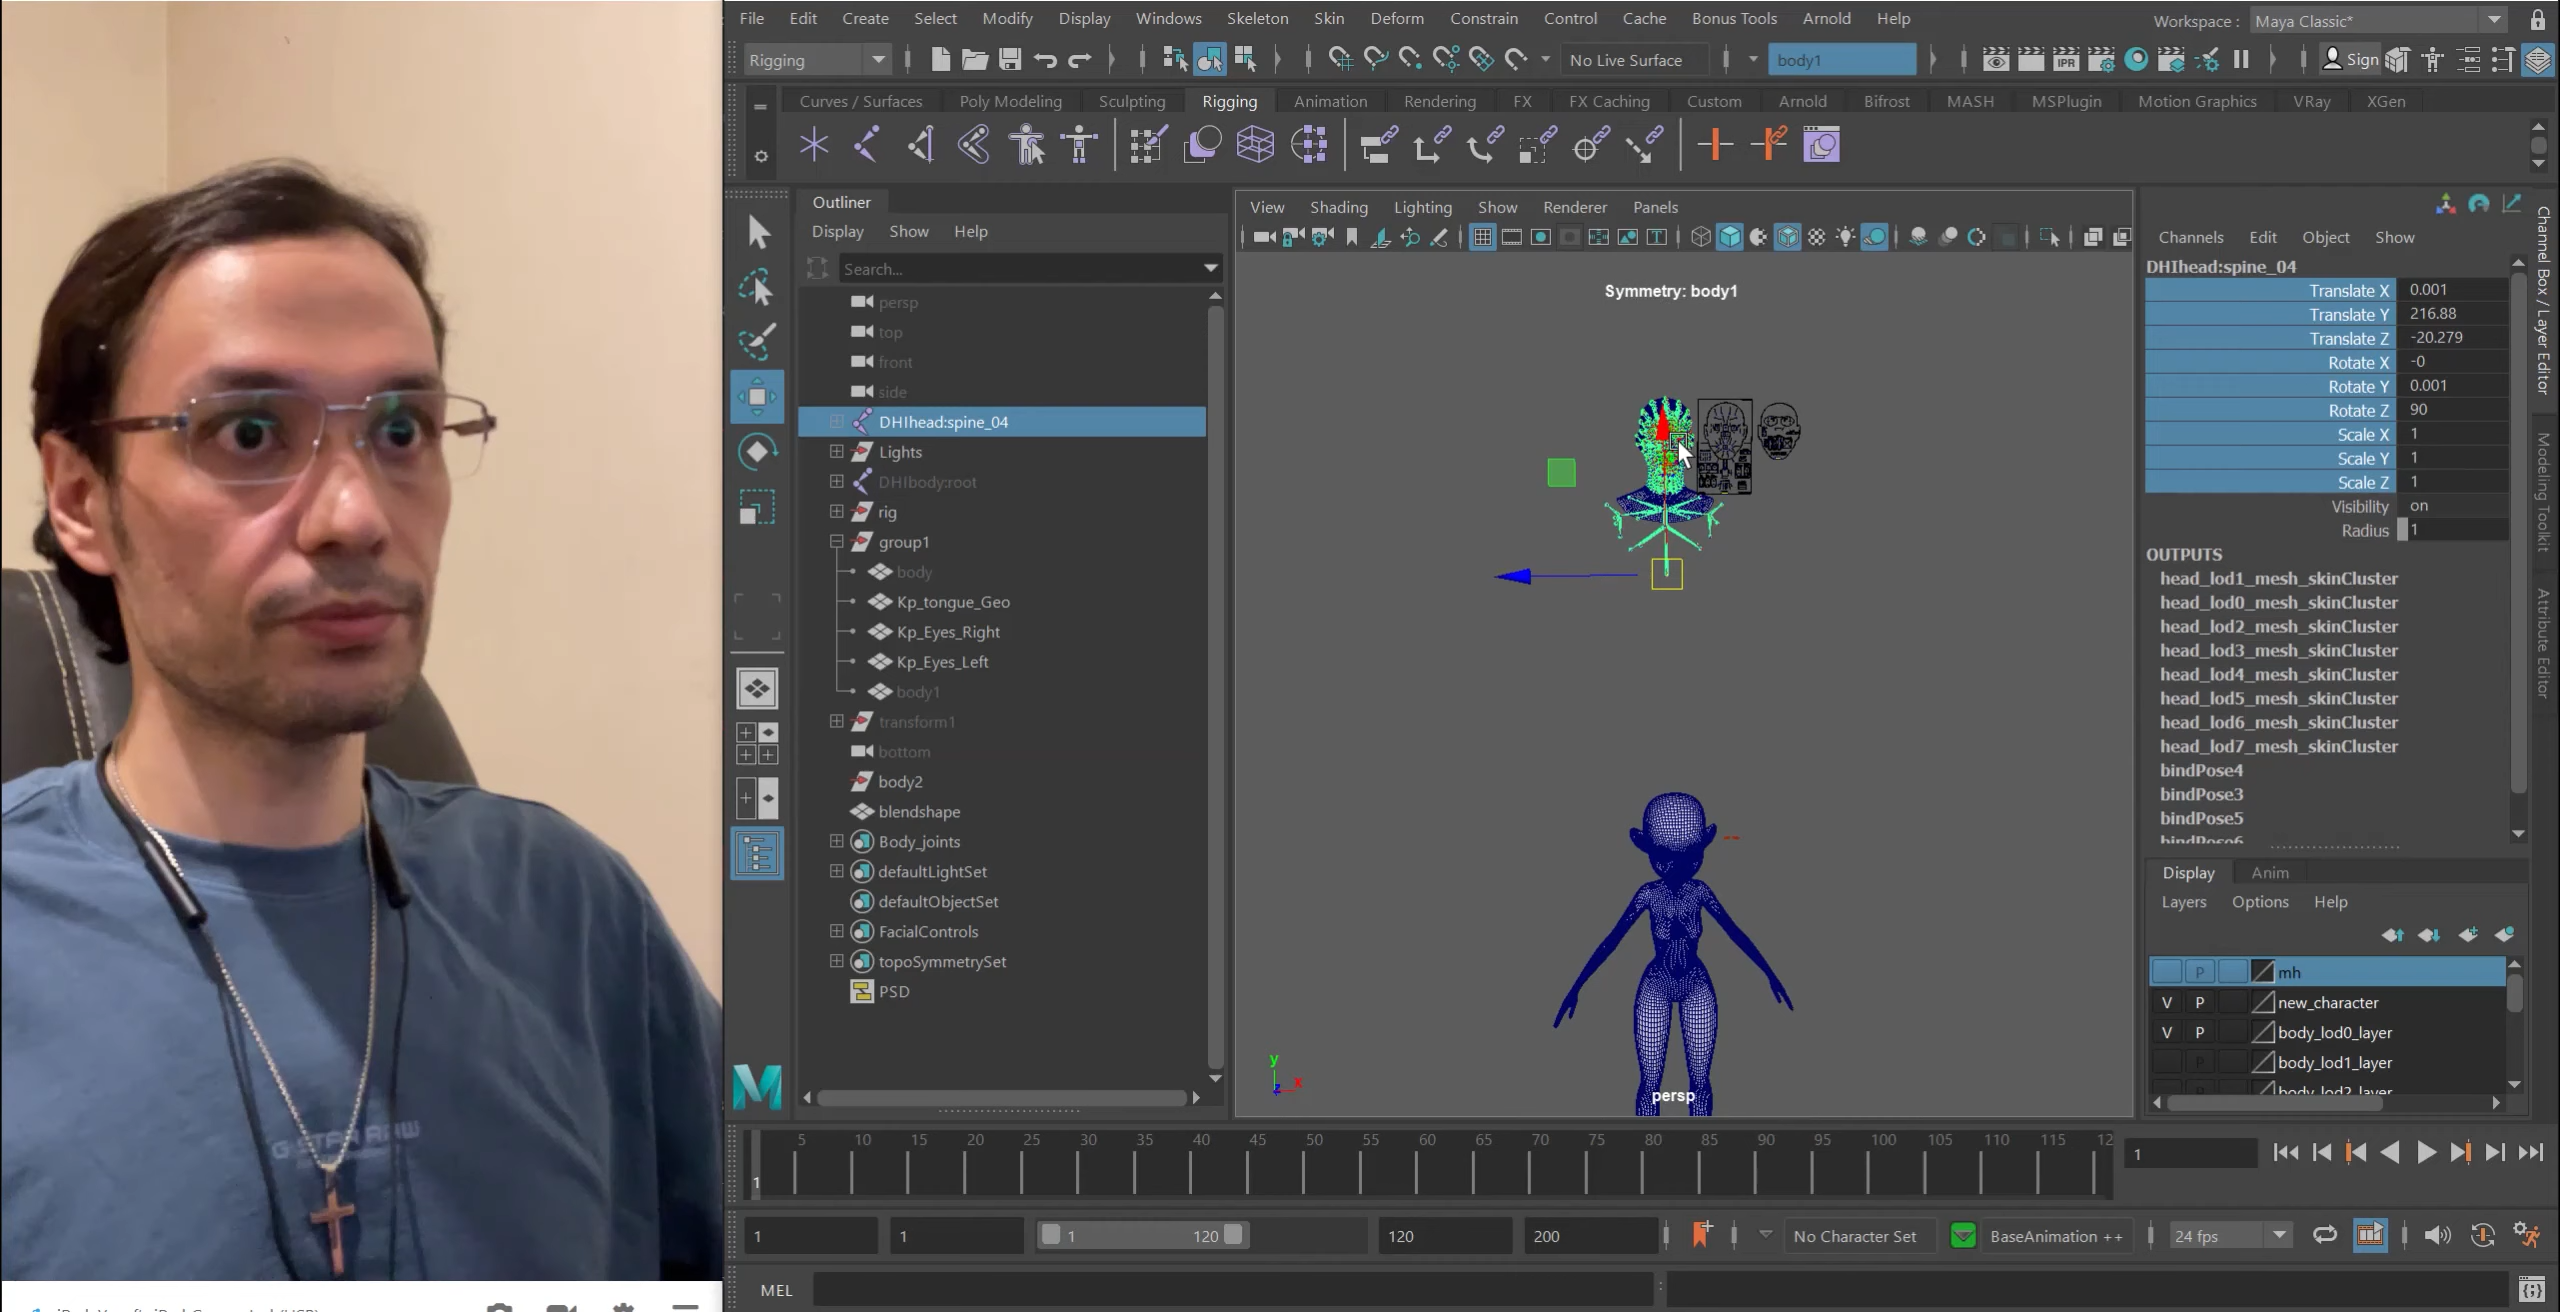 File Edit Create Select Modify Display Windows Skeleton Skin Deform Constrain Control Cache Bonus Tools Arnold Help
Workspace : Maya Classic*
Rigging
No Live Surface
body1
IPR
Sign
Curves / Surfaces Poly Modeling Sculpting Rigging Animation Rendering FX FX Caching Custom Arnold Bifrost MASH MSPlugin Motion Graphics VRay XGen
Outliner
Display Show Help
Search...
persp
top
front
side
DHIhead:spine_04
Lights
DHIbody:root
rig
group1
body
Kp_tongue_Geo
Kp_Eyes_Right
Kp_Eyes_Left
body1
transform1
bottom
body2
blendshape
Body_joints
defaultLightSet
defaultObjectSet
FacialControls
topoSymmetrySet
PSD
View Shading Lighting Show Renderer Panels
Symmetry: body1
y
z
x
persp
Channels Edit Object Show
DHIhead:spine_04
Translate X 0.001
Translate Y 216.88
Translate Z -20.279
Rotate X -0
Rotate Y 0.001
Rotate Z 90
Scale X 1
Scale Y 1
Scale Z 1
Visibility on
Radius 1
OUTPUTS
head_lod1_mesh_skinCluster
head_lod0_mesh_skinCluster
head_lod2_mesh_skinCluster
head_lod3_mesh_skinCluster
head_lod4_mesh_skinCluster
head_lod5_mesh_skinCluster
head_lod6_mesh_skinCluster
head_lod7_mesh_skinCluster
bindPose4
bindPose3
bindPose5
bindPose6
Channel Box / Layer Editor
Modeling Toolkit
Attribute Editor
Display Anim
Layers Options Help
P mh
V P new_character
V P body_lod0_layer
P body_lod1_layer
body_lod2_layer
5 10 15 20 25 30 35 40 45 50 55 60 65 70 75 80 85 90 95 100 105 110 115 12
1
1
1 1 1 120 120 200 No Character Set BaseAnimation ++ 24 fps
MEL
G-STAR RAW